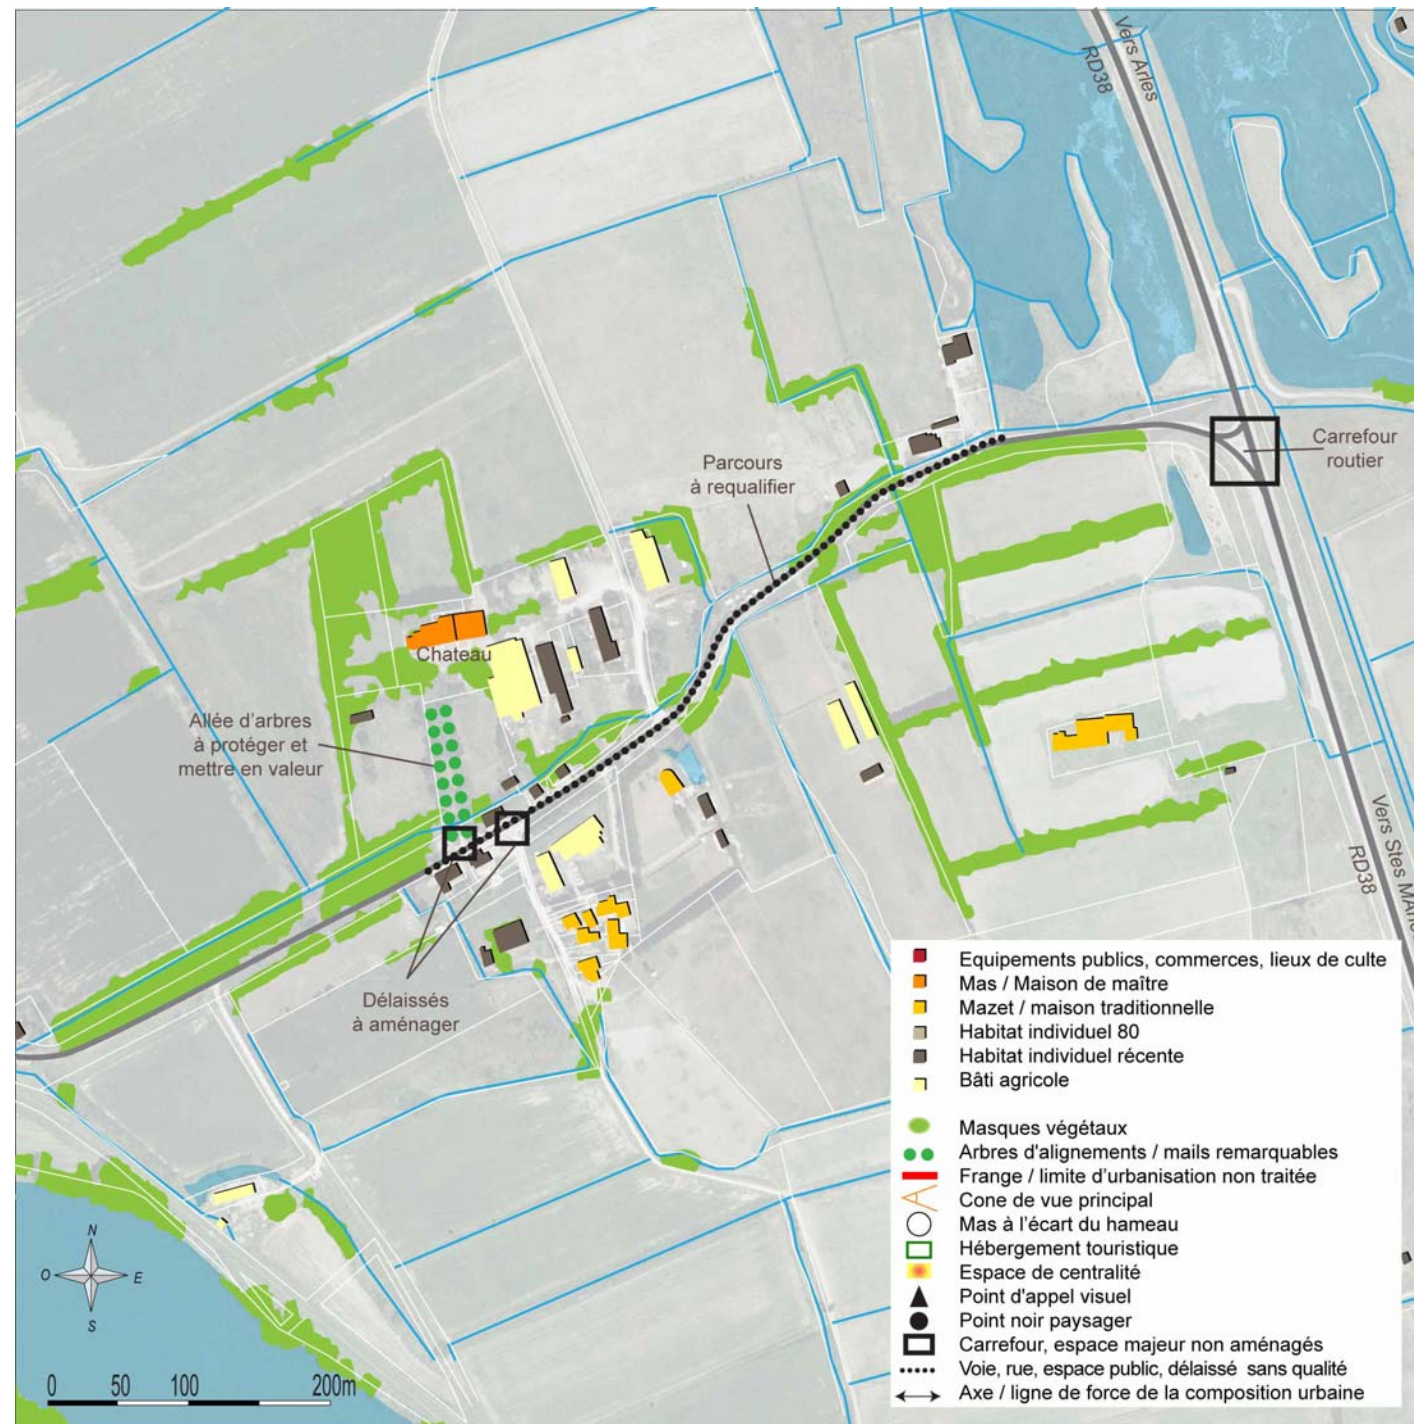 Vers Arles
RD38
Carrefour
routier
Parcours
à requalifier
Chateau
Allée d'arbres
à protéger et
mettre en valeur
Délaissés
à aménager
RD38
Vers Stes
Equipements publics, commerces, lieux de culte
Mas / Maison de maître
Mazet / maison traditionnelle
Habitat individuel 80
Habitat individuel récente
Bâti agricole
Masques végétaux
Arbres d'alignements / mails remarquables
Frange / limite d'urbanisation non traitée
Cone de vue principal
Mas à l'écart du hameau
Hébergement touristique
Espace de centralité
Point d'appel visuel
Point noir paysager
Carrefour, espace majeur non aménagés
Voie, rue, espace public, délaissé sans qualité
Axe / ligne de force de la composition urbaine
N
O
E
S
0 50 100 200m